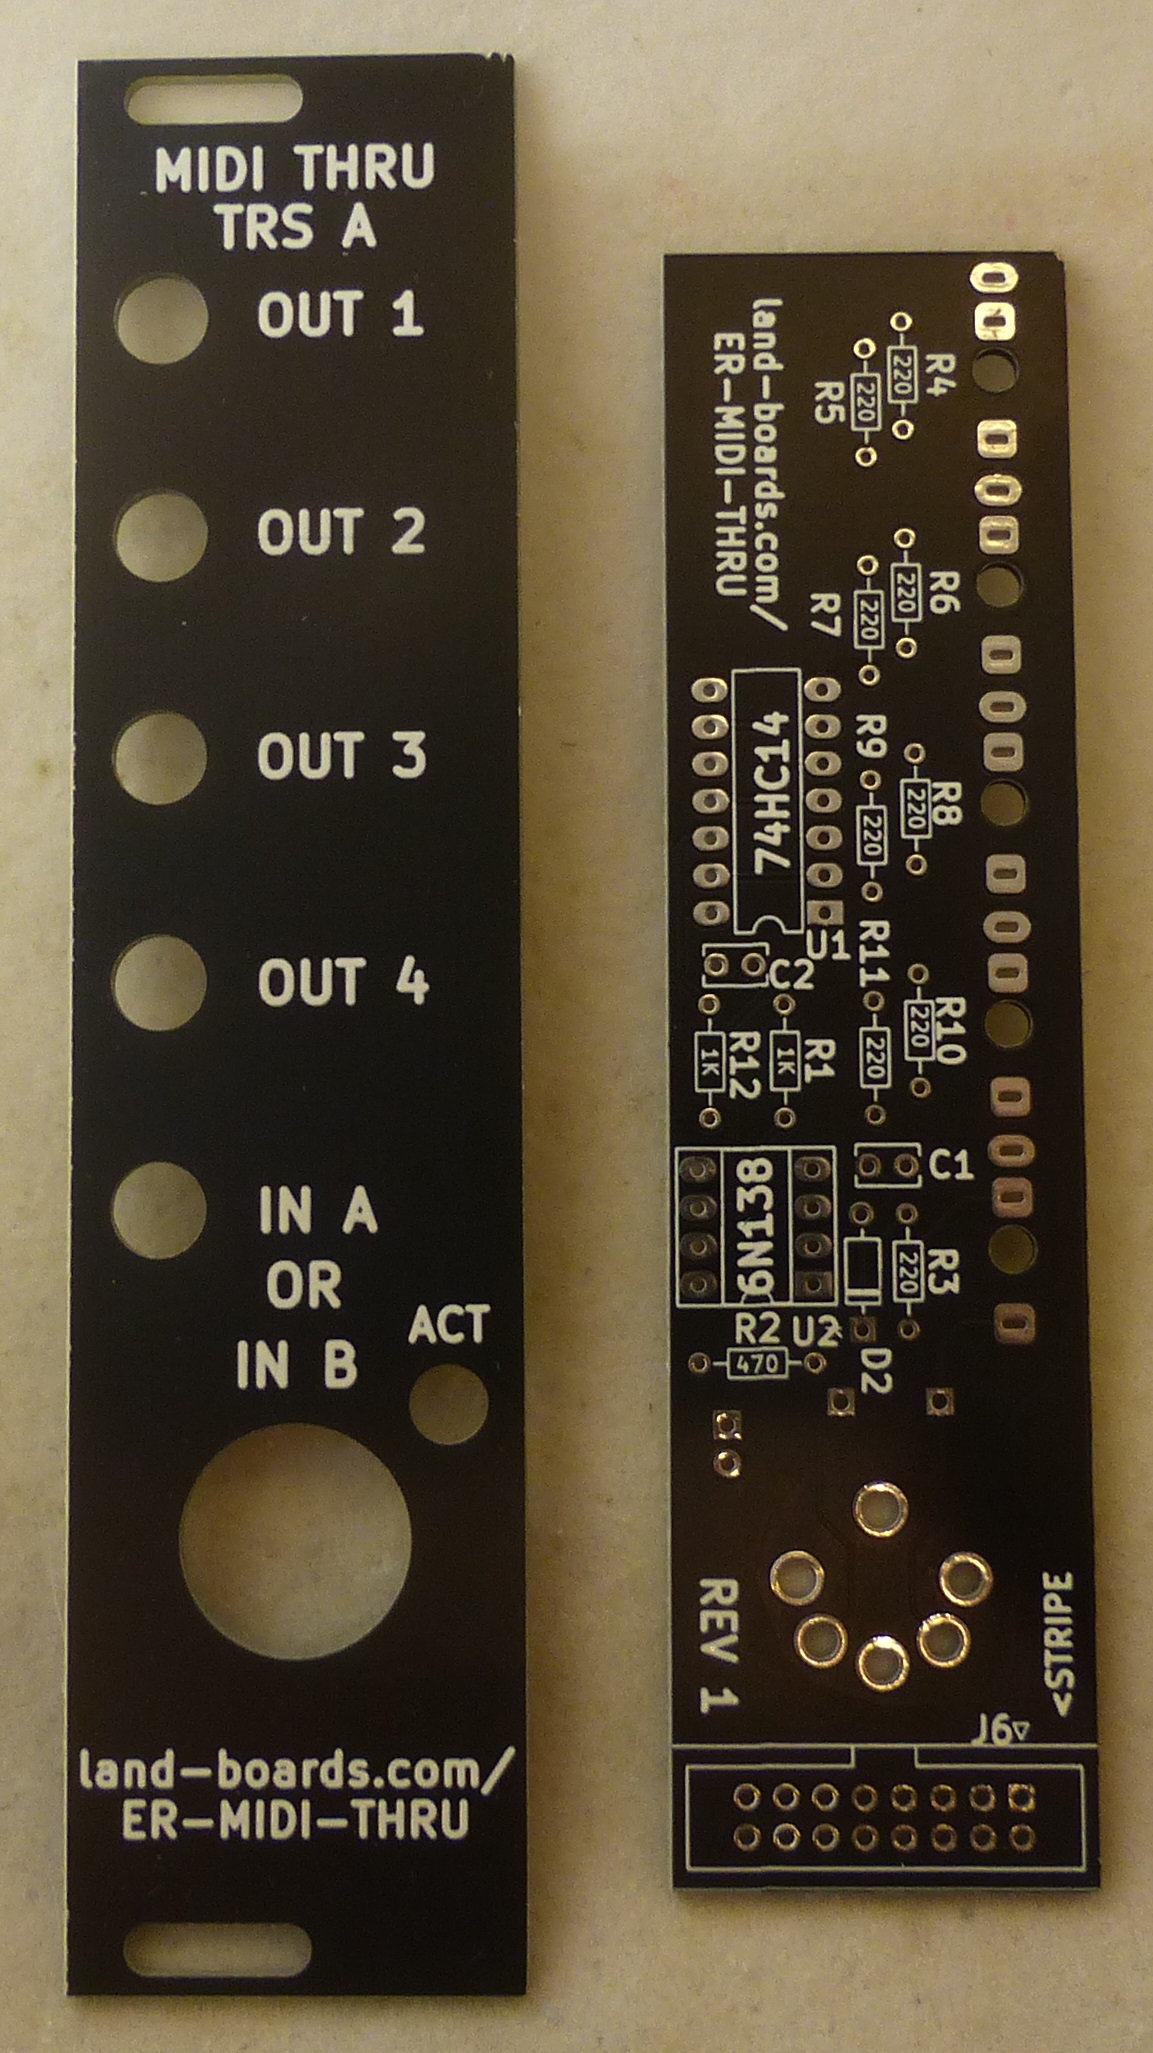 MIDI THRU
TRS A
OUT 1
OUT 2
OUT 3
OUT 4
IN A
OR
IN B
ACT
land-boards.com/
ER-MIDI-THRU
land-boards.com/
ER-MIDI-THRU
R4
220
R5
220
R6
220
R7
220
74HC14
U1
R9
220
R8
220
C2
R11
220
R10
220
R12
1K
R1
1K
6N138
C1
R3
220
R2
U2*
470
D2
REV 1
<STRIPE
J6